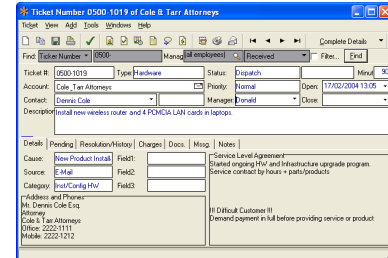 Ticket Number 0500-1019 of Cole & Tarr Attorneys
Ticket View Add Tools Windows Help
Complete Details
Find: Ticker Number 0500- Manag all employees Received Filter... Find
Ticket #: 0500-1019 Type: Hardware Status: Dispatch Minut 90
Account: Cole_Tarr Attorneys Priority: Normal Open: 17/02/2004 13:05
Contact: Dennis Cole Manager: Donald Close:
Description Install new wireless router and 4 PCMCIA LAN cards in laptops.
Details Pending Resolution/History Charges Docs. Mssg. Notes
Cause: New Product Install Field1:
Source: E-Mail Field2:
Category: Inst/Config HW Field3:
Service Level Agreement
Started ongoing HW and Infrastructure upgrade program.
Service contract by hours + parts/products
!!! Difficult Customer !!!
Demand payment in full before providing service or product
Address and Phones
Mr. Dennis Cole Esq.
Attorney
Cole & Tarr Attorneys
Office: 2222-1111
Mobile: 2222-1212